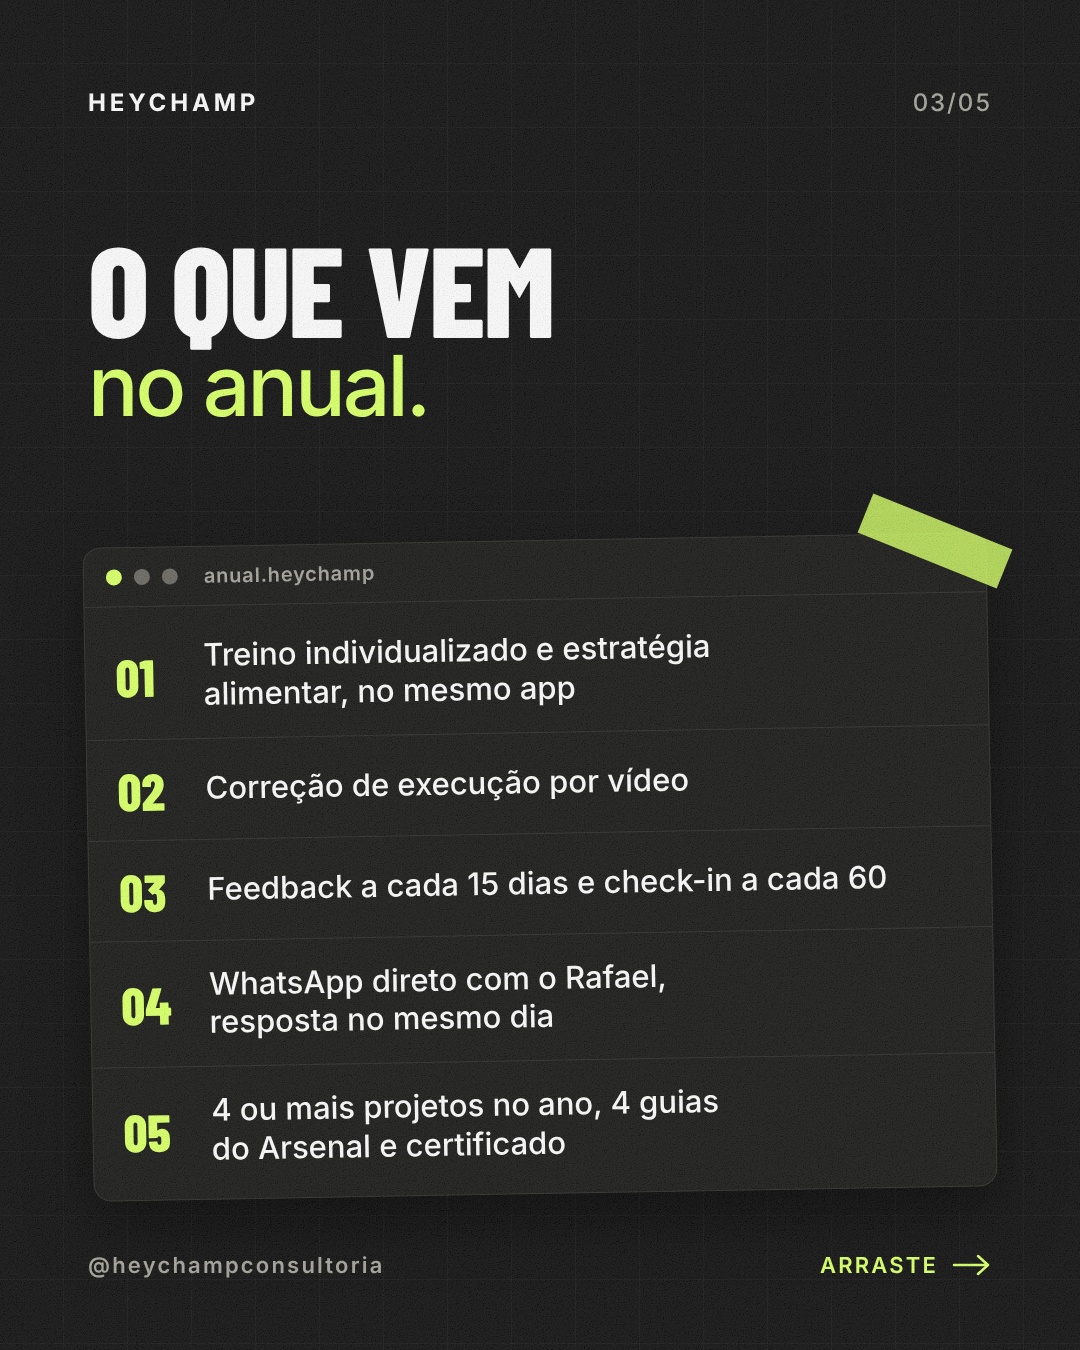 HEYCHAMP
03/05
O QUE VEM
no anual.
anual.heychamp
01
Treino individualizado e estratégia
alimentar, no mesmo app
02
Correção de execução por vídeo
03
Feedback a cada 15 dias e check-in a cada 60
04
WhatsApp direto com o Rafael,
resposta no mesmo dia
05
4 ou mais projetos no ano, 4 guias
do Arsenal e certificado
@heychampconsultoria
ARRASTE →